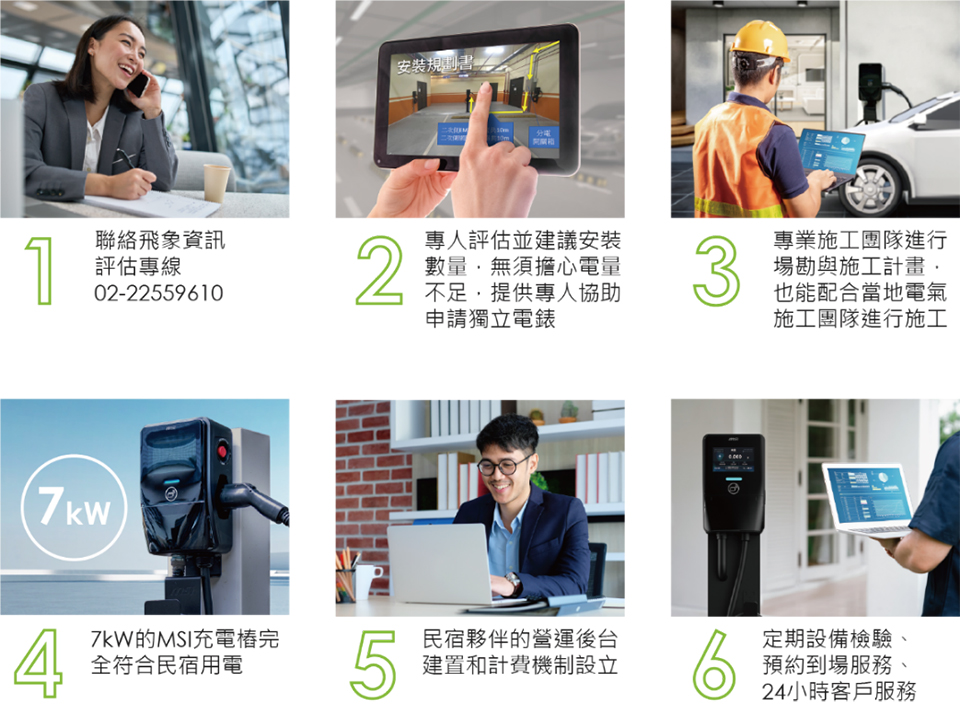 安裝規劃書
分電
開關箱
1
聯絡飛象資訊
評估專線
02-22559610
2
專人評估並建議安裝
數量，無須擔心電量
不足，提供專人協助
申請獨立電錶
3
專業施工團隊進行
場勘與施工計畫，
也能配合當地電氣
施工團隊進行施工
7kW
4
7kW的MSI充電樁完
全符合民宿用電
5
民宿夥伴的營運後台
建置和計費機制設立
6
定期設備檢驗、
預約到場服務、
24小時客戶服務